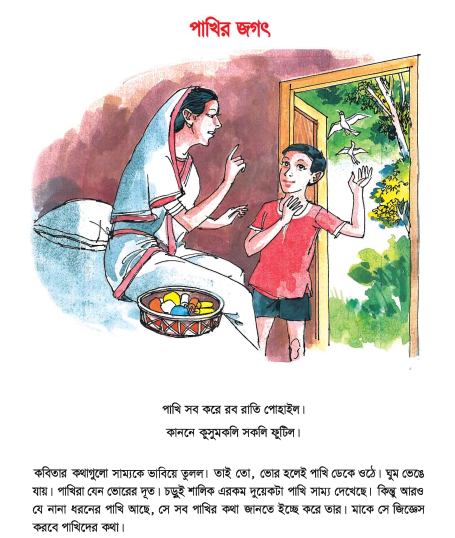 পাখির জগৎ
পাখি সব করে রব রাতি পোহাইল।
কাননে কুসুমকলি সকলি ফুটিল।
কবিতার কথাগুলো সাম্যকে ভাবিয়ে তুলল। তাই তো, ভোর হলেই পাখি ডেকে ওঠে। ঘুম ভেঙে
যায়। পাখিরা যেন ভোরের দূত। চড়ুই শালিক এরকম দুয়েকটা পাখি সাম্য দেখেছে। কিন্তু আরও
যে নানা ধরনের পাখি আছে, সে সব পাখির কথা জানতে ইচ্ছে করে তার। মাকে সে জিজ্ঞেস
করবে পাখিদের কথা।